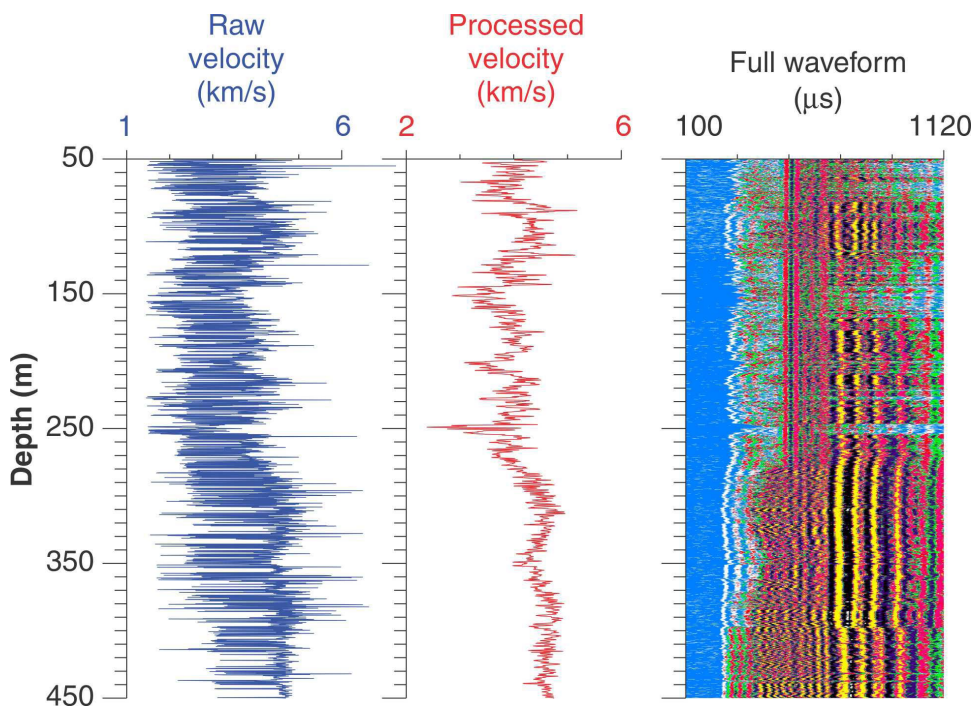 Raw
velocity
(km/s)
Processed
velocity
(km/s)
Full waveform
(μs)
1
6
2
6
100
1120
50
150
250
350
450
Depth (m)